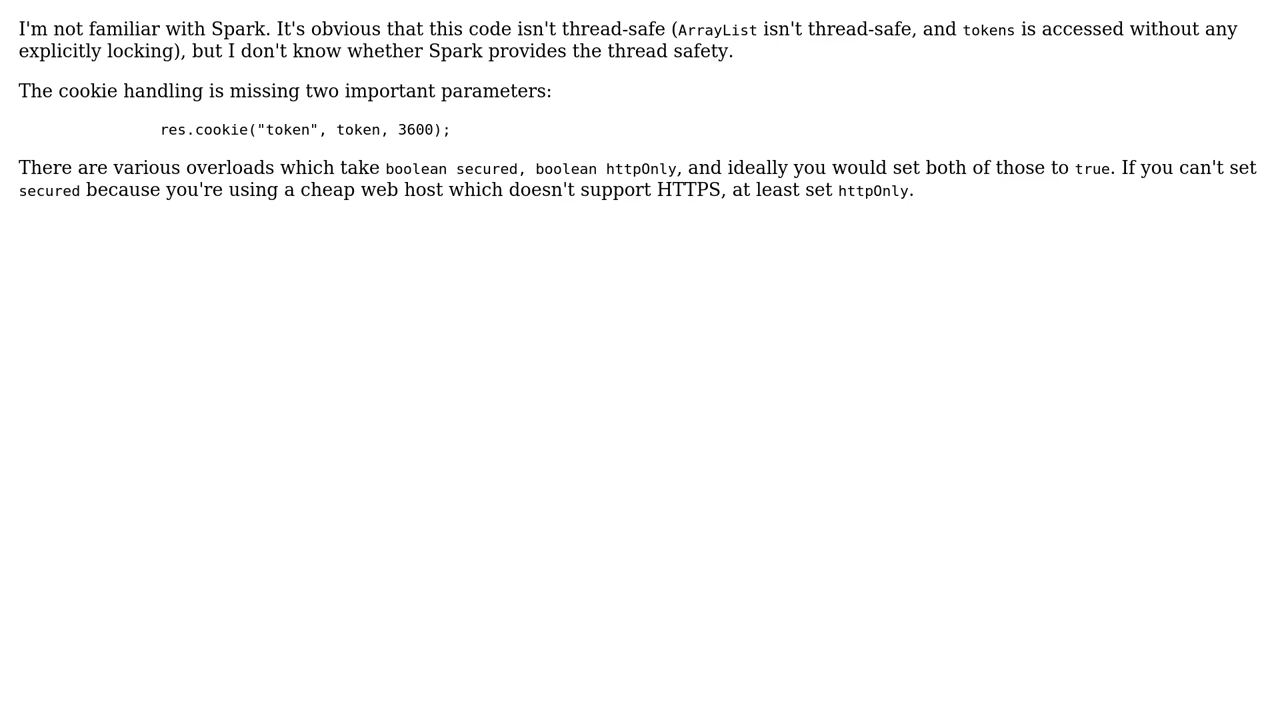 I'm not familiar with Spark. It's obvious that this code isn't thread-safe (ArrayList isn't thread-safe, and tokens is accessed without any
explicitly locking), but I don't know whether Spark provides the thread safety.
The cookie handling is missing two important parameters:
res.cookie("token", token, 3600);
There are various overloads which take boolean secured, boolean httpOnly, and ideally you would set both of those to true. If you can't set
secured because you're using a cheap web host which doesn't support HTTPS, at least set httpOnly.